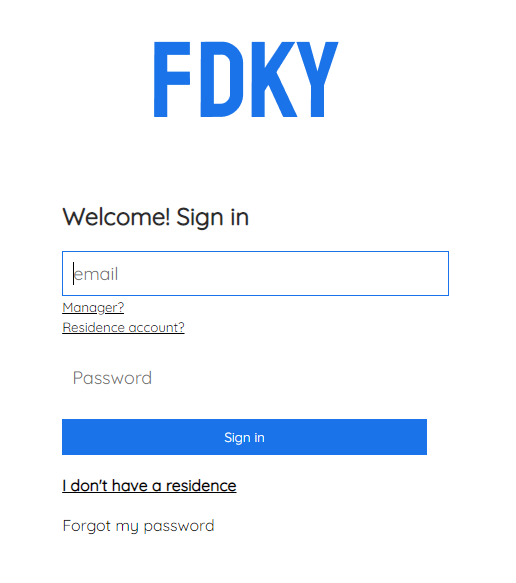 FDKY
Welcome! Sign in
email
Manager?
Residence account?
Password
Sign in
I don't have a residence
Forgot my password